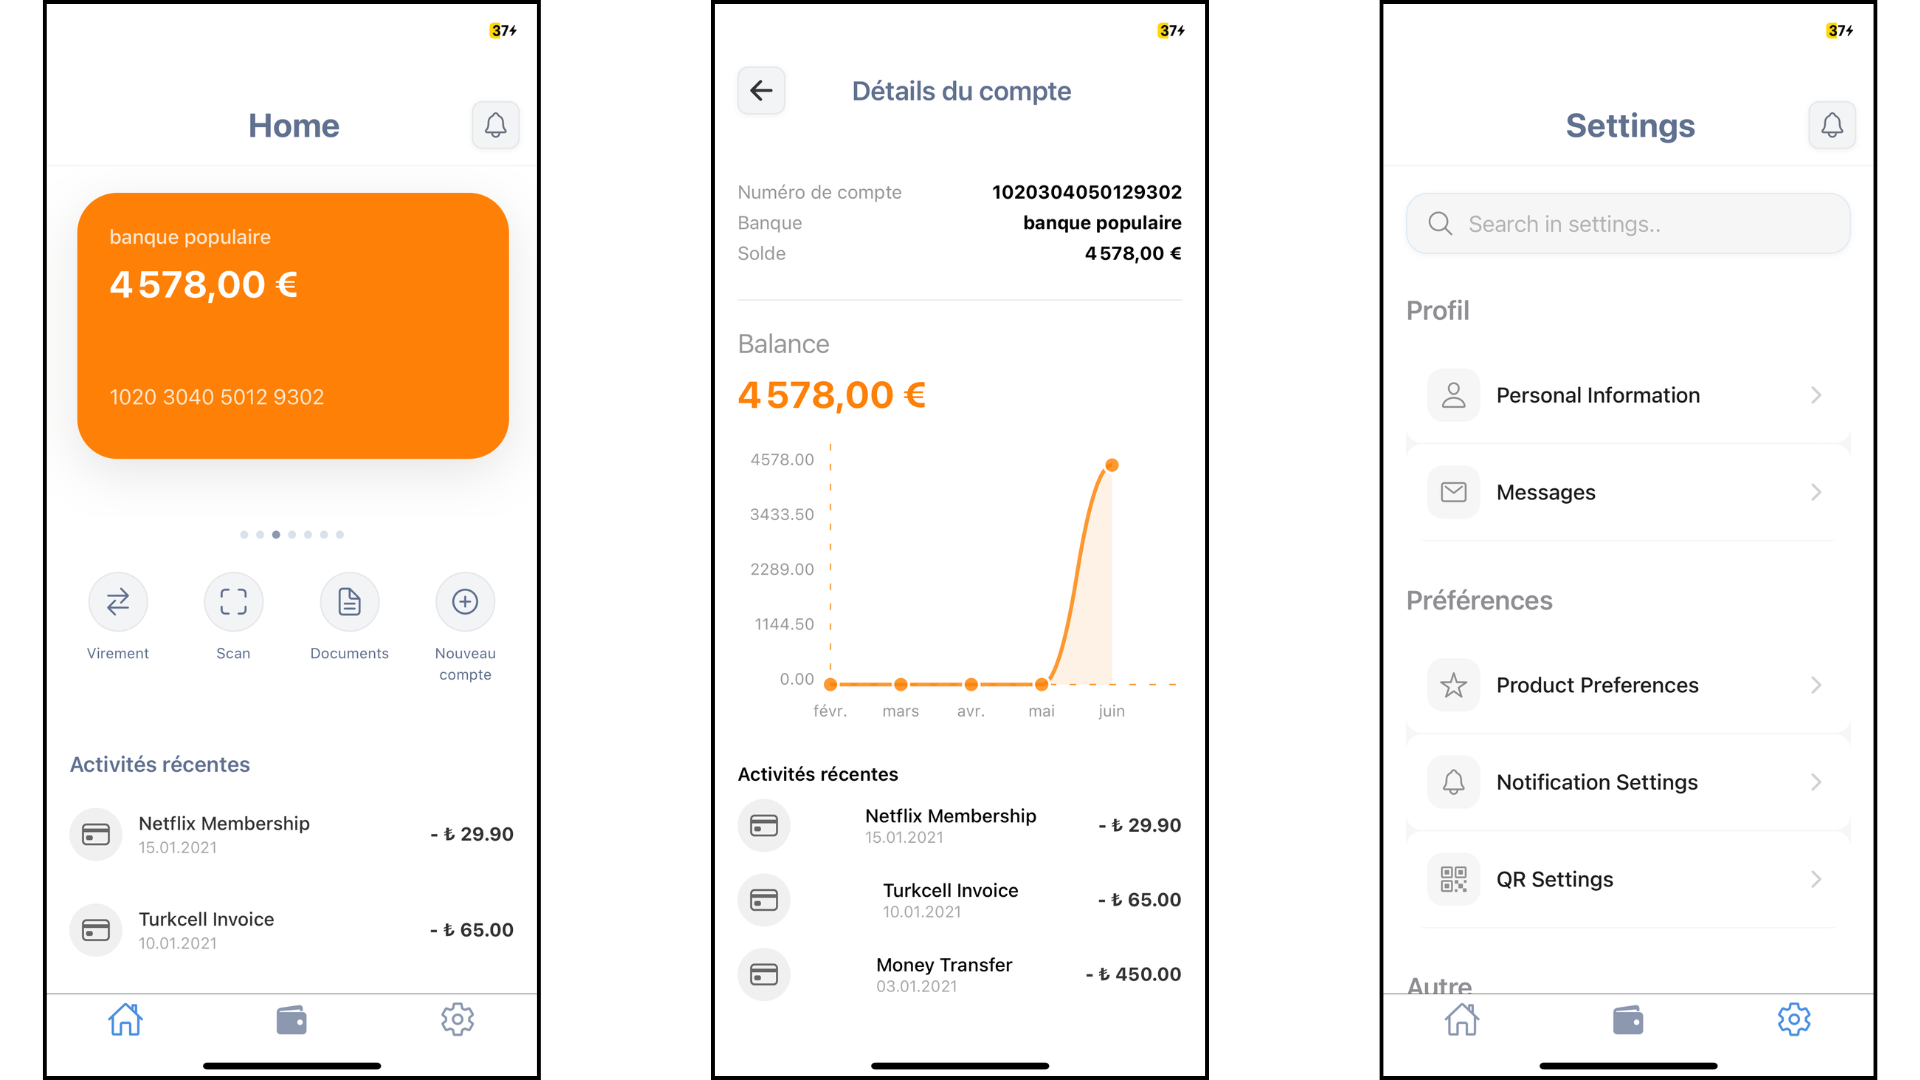 37
Home
banque populaire
4 578,00 €
1020 3040 5012 9302
Virement
Scan
Documents
Nouveau
compte
Activités récentes
Netflix Membership
- ₺ 29.90
15.01.2021
Turkcell Invoice
- ₺ 65.00
10.01.2021
37
Détails du compte
Numéro de compte 1020304050129302
Banque banque populaire
Solde 4 578,00 €
Balance
4 578,00 €
4578.00
3433.50
2289.00
1144.50
0.00
févr. mars avr. mai juin
Activités récentes
Netflix Membership
- ₺ 29.90
15.01.2021
Turkcell Invoice
- ₺ 65.00
10.01.2021
Money Transfer
- ₺ 450.00
03.01.2021
37
Settings
Search in settings..
Profil
Personal Information
Messages
Préférences
Product Preferences
Notification Settings
QR Settings
Autre